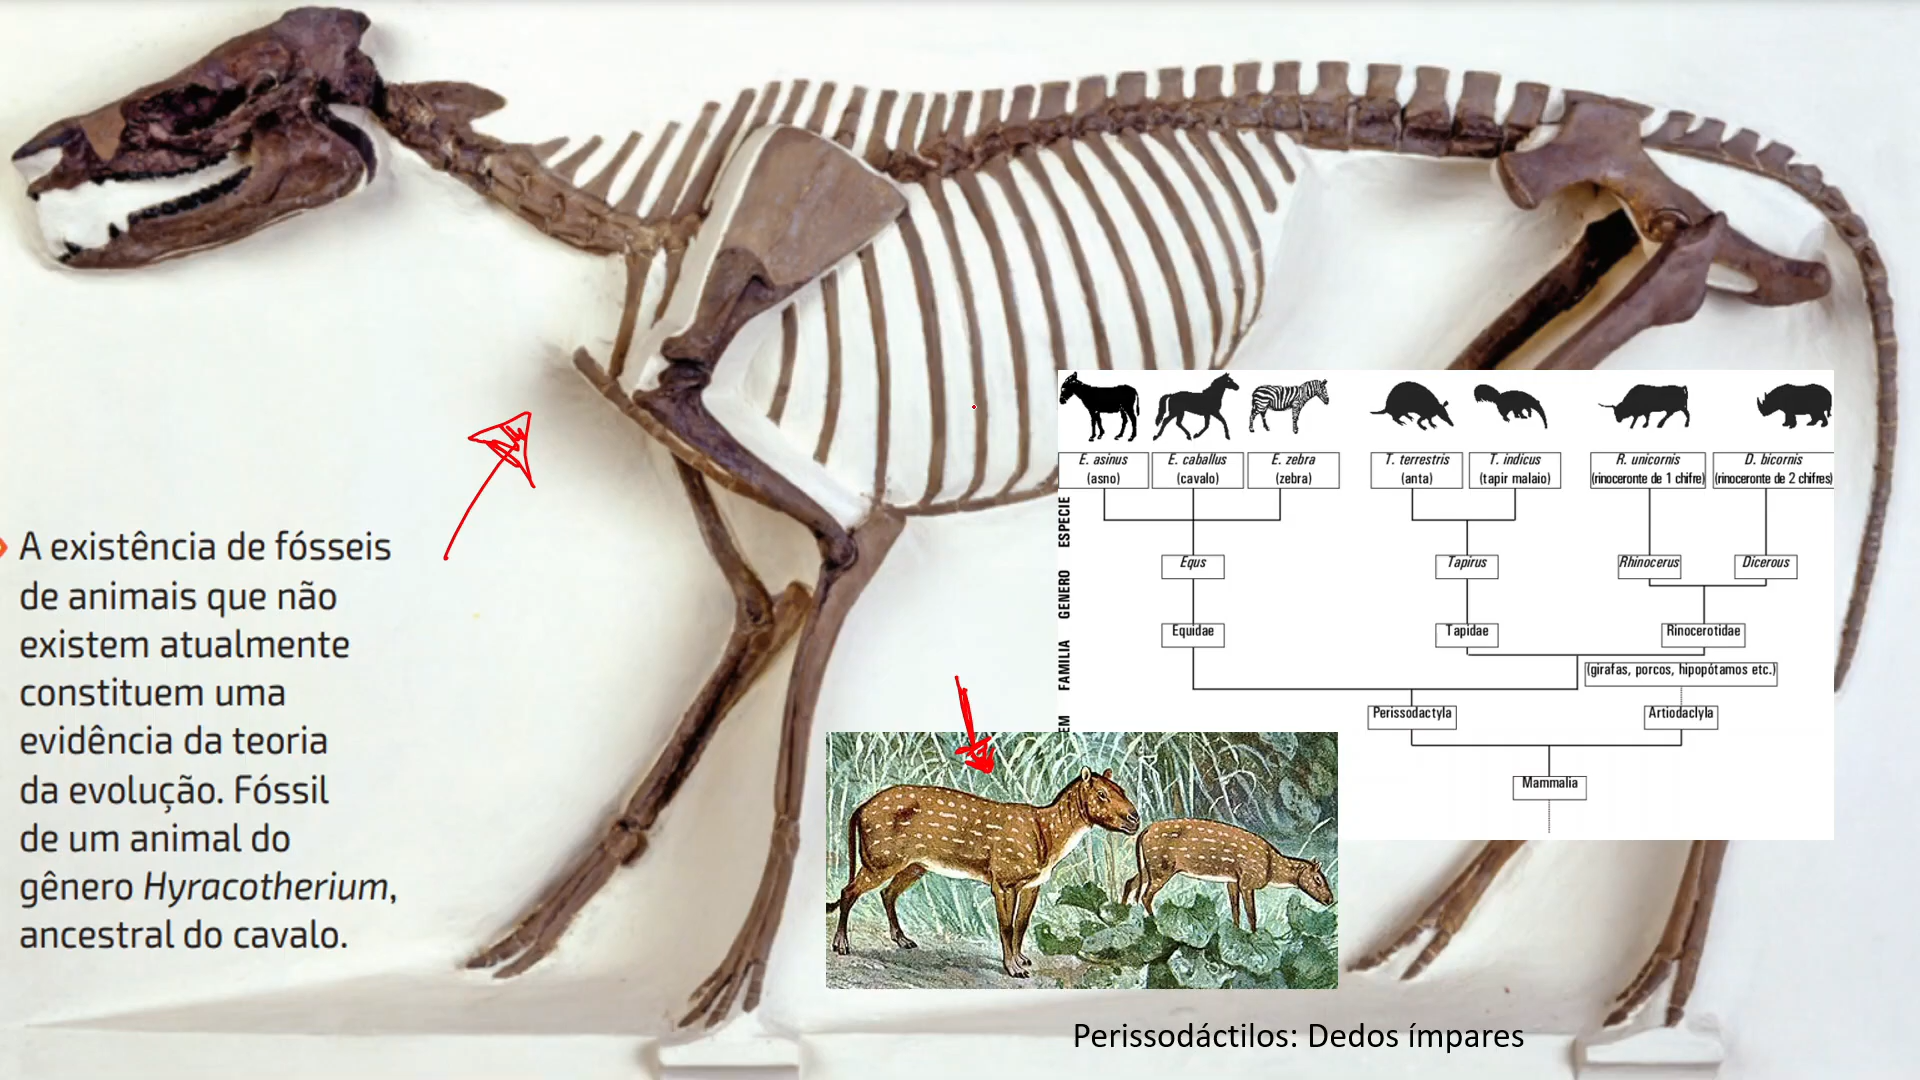 A existência de fósseis
de animais que não
existem atualmente
constituem uma
evidência da teoria
da evolução. Fóssil
de um animal do
gênero Hyracotherium,
ancestral do cavalo.
E. asinus
(asno)
E. caballus
(cavalo)
E. zebra
(zebra)
T. terrestris
(anta)
T. indicus
(tapir malaio)
R. unicornis
(rinoceronte de 1 chifre)
D. bicornis
(rinoceronte de 2 chifres)
ESPECIE
Equs
Tapirus
Rhinocerus
Dicerous
GENERO
Equidae
Tapidae
Rinocerotidae
FAMILIA
(girafas, porcos, hipopótamos etc.)
Perissodactyla
Artiodaclyla
EM
Mammalia
Perissodáctilos: Dedos ímpares